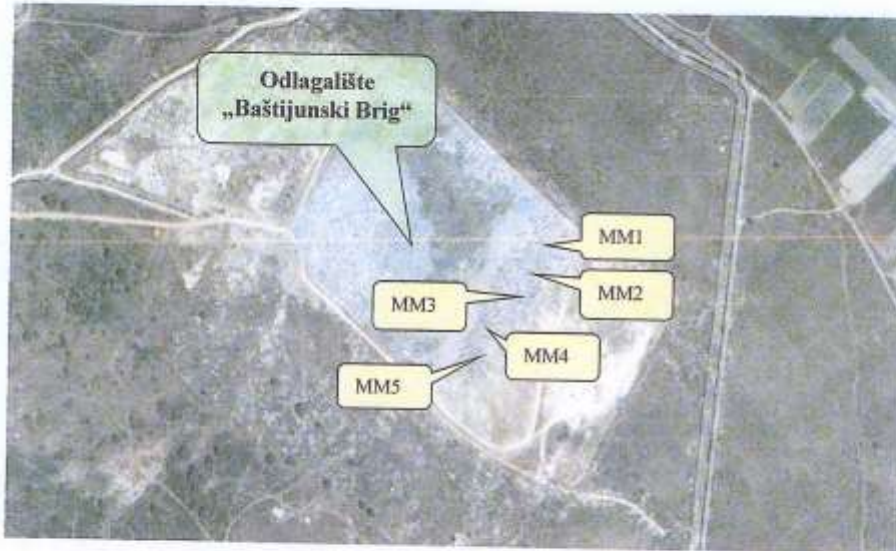 Odlagalište
„Baštijunski Brig“
MM1
MM2
MM3
MM4
MM5